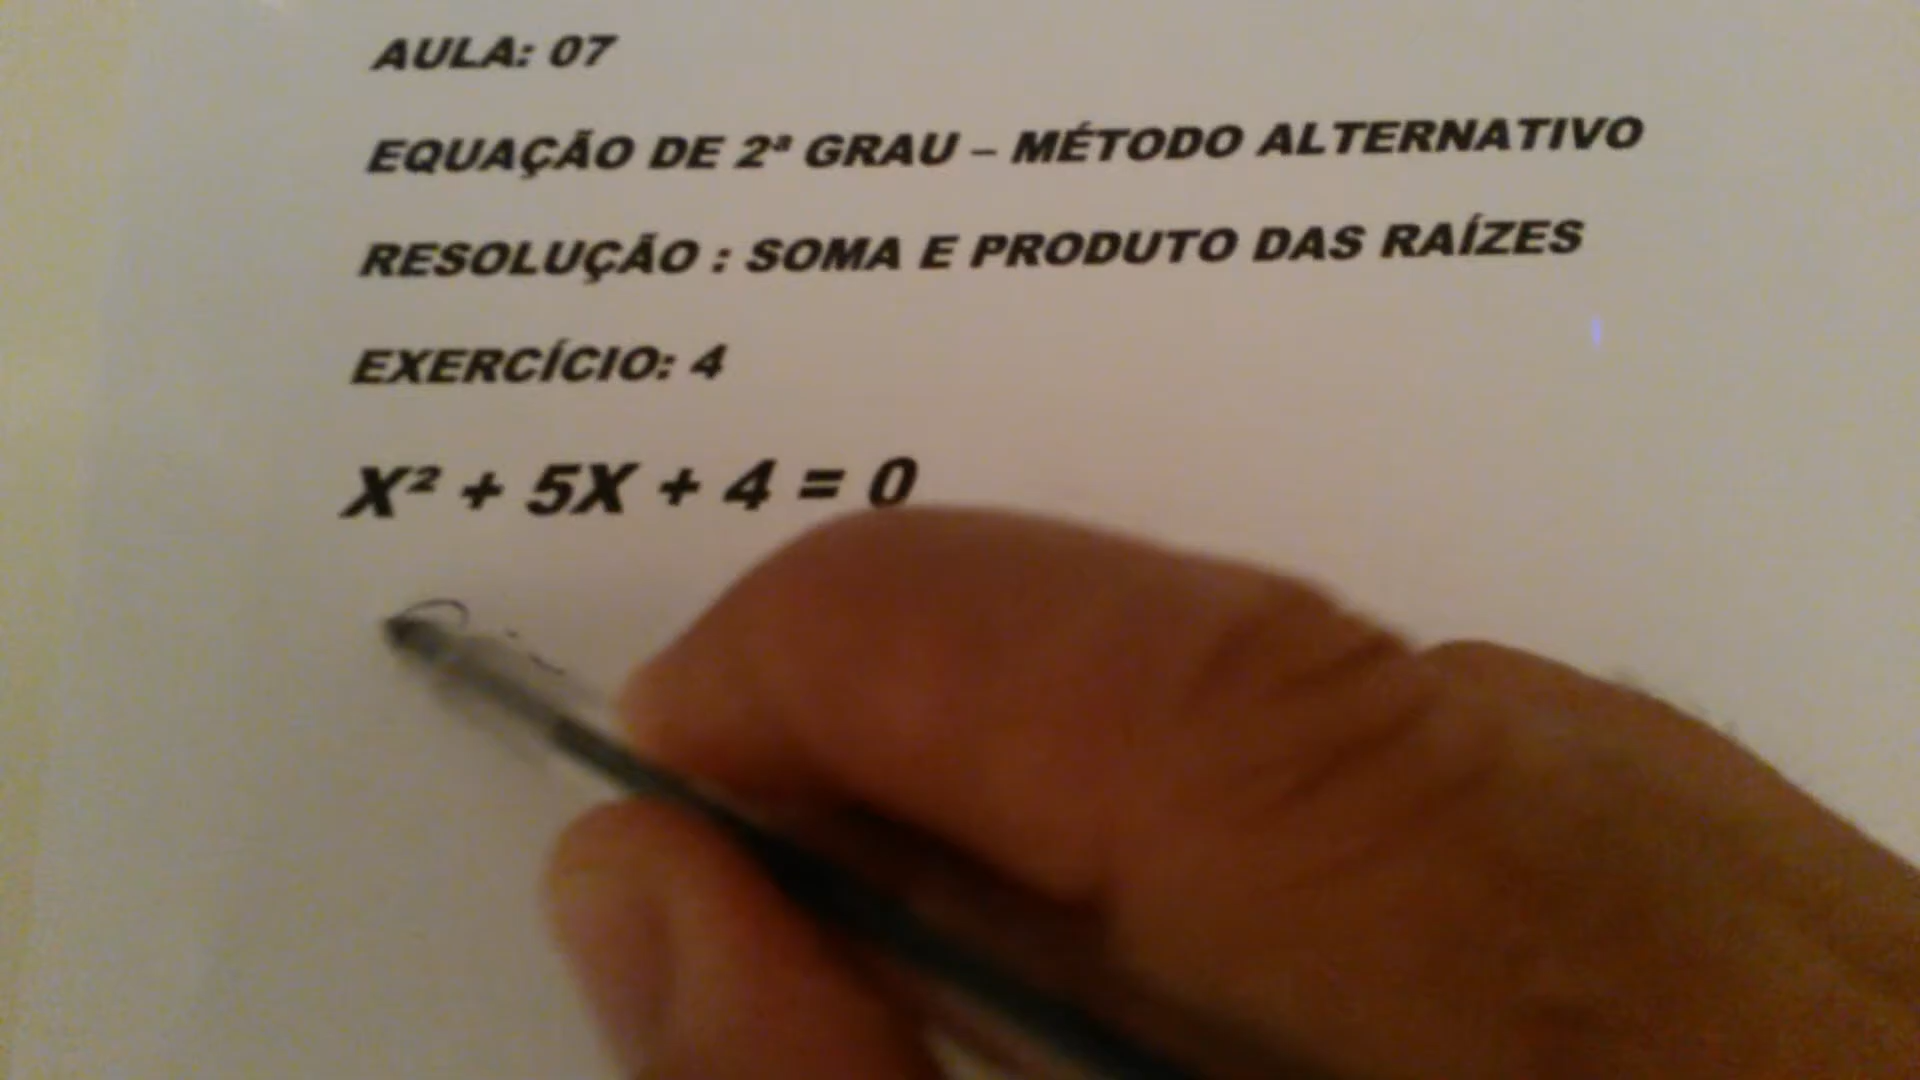 AULA: 07
EQUAÇÃO DE 2ª GRAU – MÉTODO ALTERNATIVO
RESOLUÇÃO : SOMA E PRODUTO DAS RAÍZES
EXERCÍCIO: 4
X² + 5X + 4 = 0